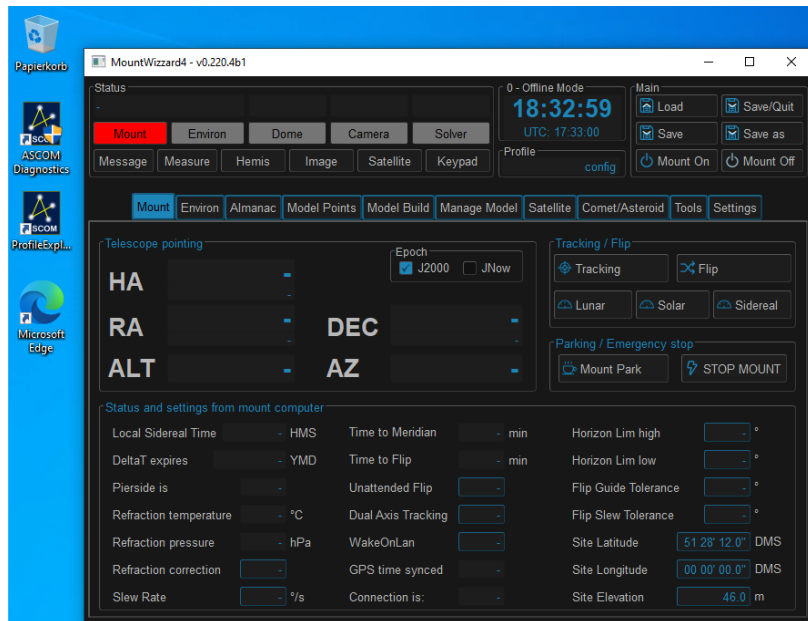 Papierkorb
ASCOM
Diagnostics
SCOM
ProfileExpl...
Microsoft
Edge
MountWizzard4 - v0.220.4b1
Status
-
Mount Environ Dome Camera Solver
Message Measure Hemis Image Satellite Keypad
0 - Offline Mode
18:32:59
UTC: 17:33:00
Profile
config
Main
Load Save/Quit
Save Save as
Mount On Mount Off
Mount Environ Almanac Model Points Model Build Manage Model Satellite Comet/Asteroid Tools Settings
Telescope pointing
Epoch
J2000 JNow
HA -
-
RA - DEC -
- -
ALT - AZ -
Tracking / Flip
Tracking Flip
Lunar Solar Sidereal
Parking / Emergency stop
Mount Park STOP MOUNT
Status and settings from mount computer
Local Sidereal Time - HMS Time to Meridian - min Horizon Lim high - °
DeltaT expires - YMD Time to Flip - min Horizon Lim low - °
Pierside is - Unattended Flip - Flip Guide Tolerance - °
Refraction temperature - °C Dual Axis Tracking - Flip Slew Tolerance - °
Refraction pressure - hPa WakeOnLan - Site Latitude 51 28' 12.0" DMS
Refraction correction - GPS time synced - Site Longitude 00 00' 00.0" DMS
Slew Rate - °/s Connection is: - Site Elevation 46.0 m